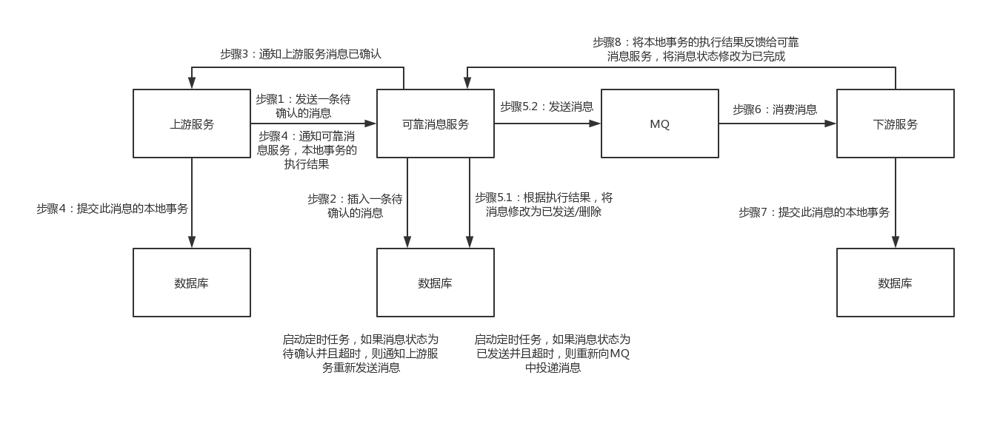 步骤8：将本地事务的执行结果反馈给可靠
消息服务，将消息状态修改为已完成
步骤3：通知上游服务消息已确认
步骤1：发送一条待
确认的消息
步骤5.2：发送消息
步骤6：消费消息
上游服务
可靠消息服务
MQ
下游服务
步骤4：通知可靠消
息服务，本地事务的
执行结果
步骤4：提交此消息的本地事务
步骤2：插入一条待
确认的消息
步骤5.1：根据执行结果，将
消息修改为已发送/删除
步骤7：提交此消息的本地事务
数据库
数据库
数据库
启动定时任务，如果消息状态为
待确认并且超时，则通知上游服
务重新发送消息
启动定时任务，如果消息状态为
已发送并且超时，则重新向MQ
中投递消息